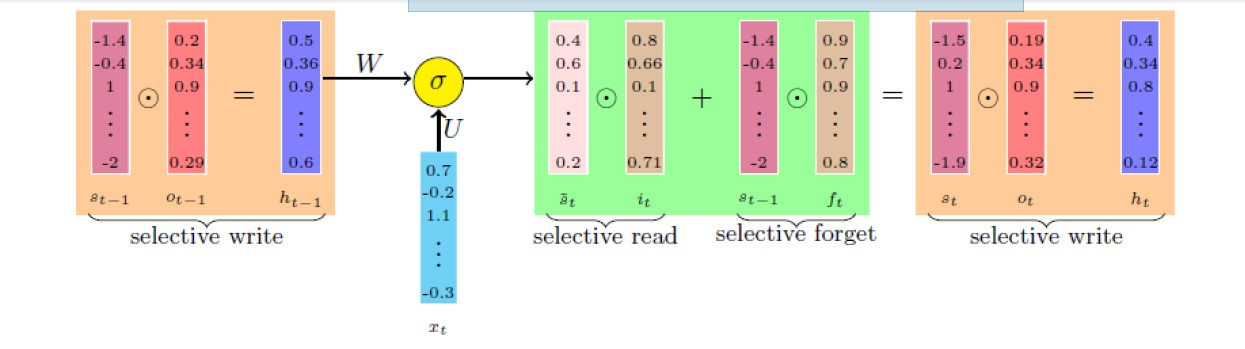 -1.4 0.2 0.5 0.4 0.8 -1.4 0.9 -1.5 0.19 0.4
-0.4 0.34 0.36 W σ 0.6 0.66 -0.4 0.7 0.2 0.34 0.34
1 ⊙ 0.9 = 0.9 0.1 ⊙ 0.1 + 1 ⊙ 0.9 = 1 ⊙ 0.9 = 0.8
⋮ ⋮ ⋮ U ⋮ ⋮ ⋮ ⋮ ⋮ ⋮ ⋮
-2 0.29 0.6 0.2 0.71 -2 0.8 -1.9 0.32 0.12
s_{t−1} o_{t−1} h_{t−1} s̃_t i_t s_{t−1} f_t s_t o_t h_t
selective write selective read selective forget selective write
0.7
-0.2
1.1
⋮
-0.3
x_t